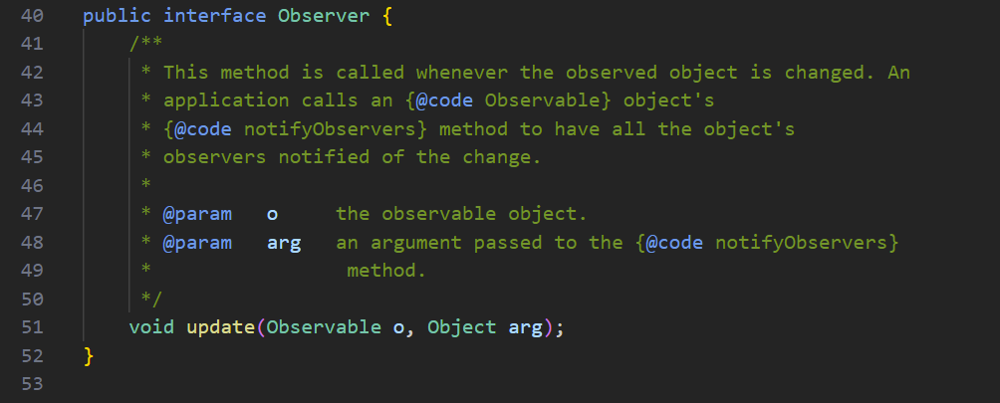 40 public interface Observer {
41     /**
42      * This method is called whenever the observed object is changed. An
43      * application calls an {@code Observable} object's
44      * {@code notifyObservers} method to have all the object's
45      * observers notified of the change.
46      *
47      * @param   o     the observable object.
48      * @param   arg   an argument passed to the {@code notifyObservers}
49      *                 method.
50      */
51     void update(Observable o, Object arg);
52 }
53